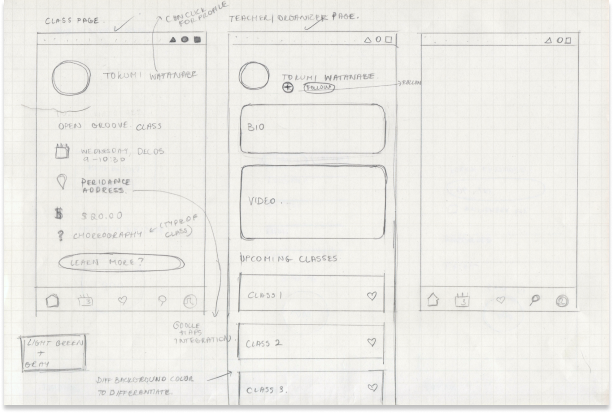 CLASS PAGE.
CAN CLICK
FOR PROFILE
TOKUMI WATANABE
OPEN GROOVE CLASS
WEDNESDAY DEC 05
9-10:30
PERIDANCE
ADDRESS
$ $20.00
? CHOREOGRAPHY
(TYPE OF
CLASS)
LEARN MORE?
LIGHT GREEN
+
GRAY
GOOGLE
MAPS
INTEGRATION
DIFF BACKGROUND COLOR
TO DIFFERENTIATE.
TEACHER/ORGANIZER PAGE.
TOKUMI WATANABE
FOLLOW
BIO
VIDEO.
UPCOMING CLASSES
CLASS 1
CLASS 2
CLASS 3.